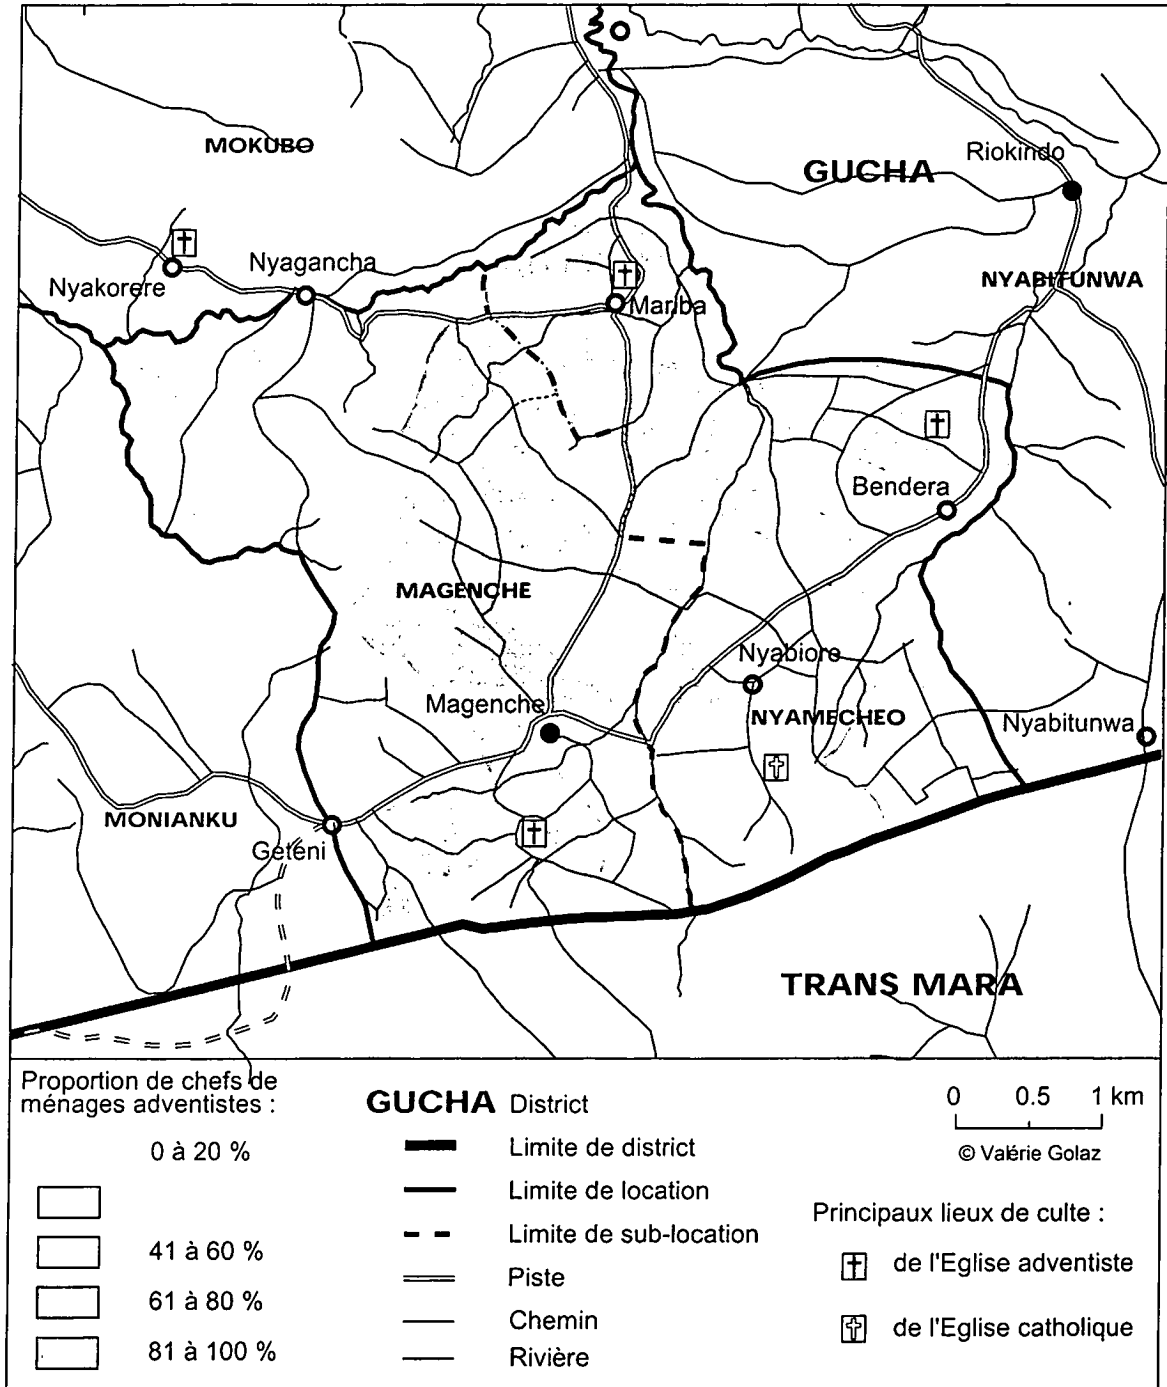 MOKUBO
GUCHA
Riokindo
Nyakorere
Nyagancha
Mariba
NYABITUNWA
Bendera
MAGENCHE
Nyabiore
Magenche
NYAMECHEO
Nyabitunwa
MONIANKU
Geteni
TRANS MARA
Proportion de chefs de
ménages adventistes :
0 à 20 %
41 à 60 %
61 à 80 %
81 à 100 %
GUCHA District
Limite de district
Limite de location
Limite de sub-location
Piste
Chemin
Rivière
0 0.5 1 km
© Valérie Golaz
Principaux lieux de culte :
de l'Eglise adventiste
de l'Eglise catholique